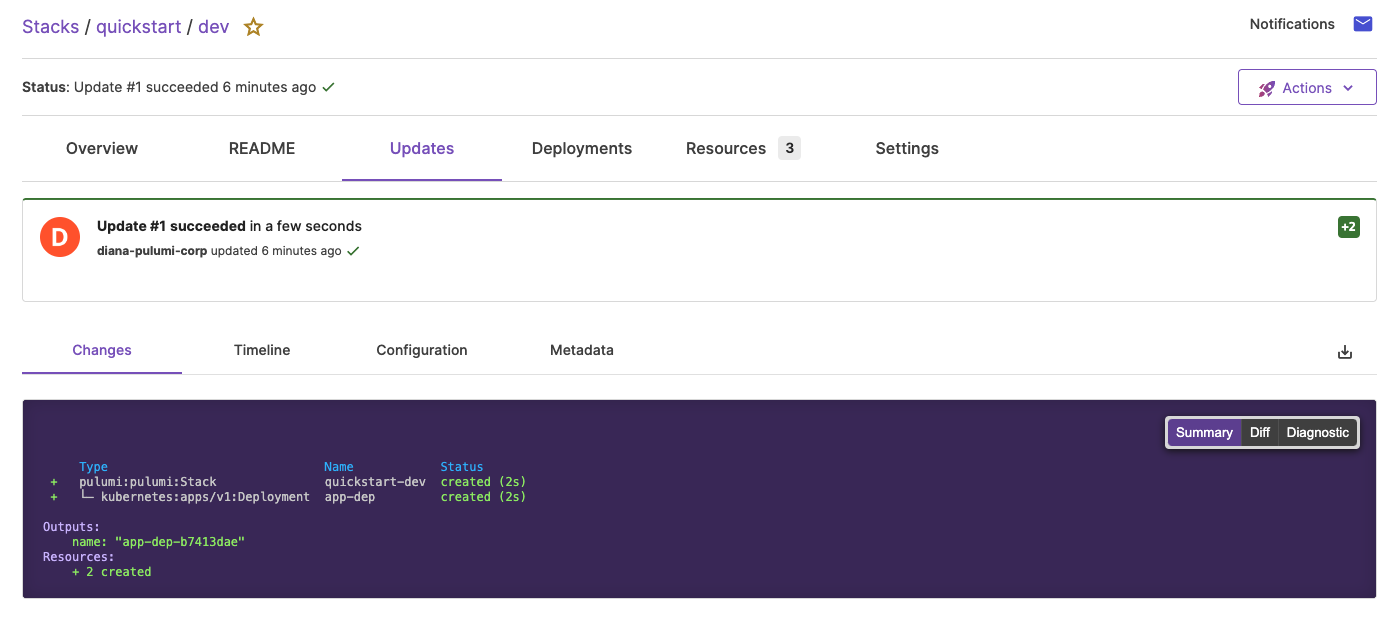 Stacks / quickstart / dev
Notifications
Status: Update #1 succeeded 6 minutes ago
Actions
Overview README Updates Deployments Resources 3 Settings
D
Update #1 succeeded in a few seconds
+2
diana-pulumi-corp updated 6 minutes ago
Changes Timeline Configuration Metadata
Summary Diff Diagnostic
Type Name Status
+ pulumi:pulumi:Stack quickstart-dev created (2s)
+ └─ kubernetes:apps/v1:Deployment app-dep created (2s)
Outputs:
name: "app-dep-b7413dae"
Resources:
+ 2 created